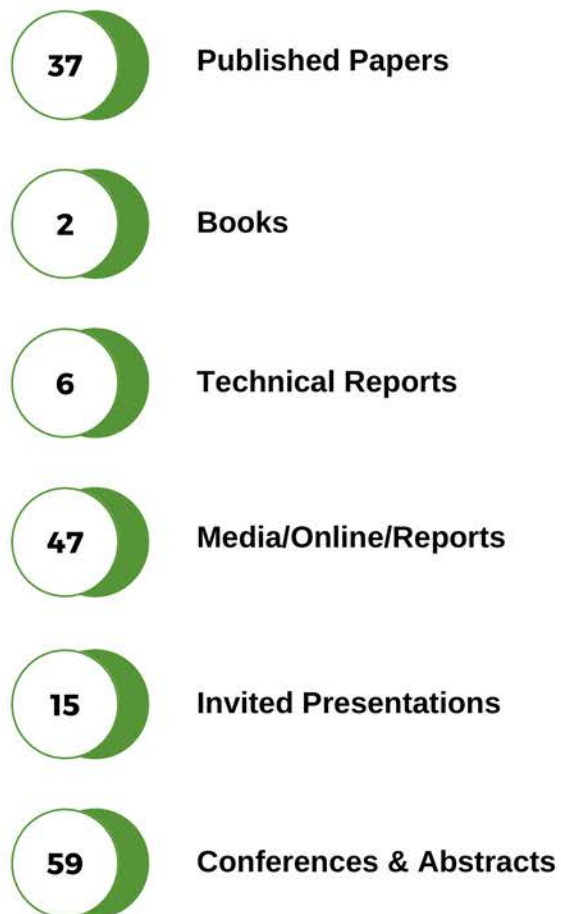 37 Published Papers
2 Books
6 Technical Reports
47 Media/Online/Reports
15 Invited Presentations
59 Conferences & Abstracts